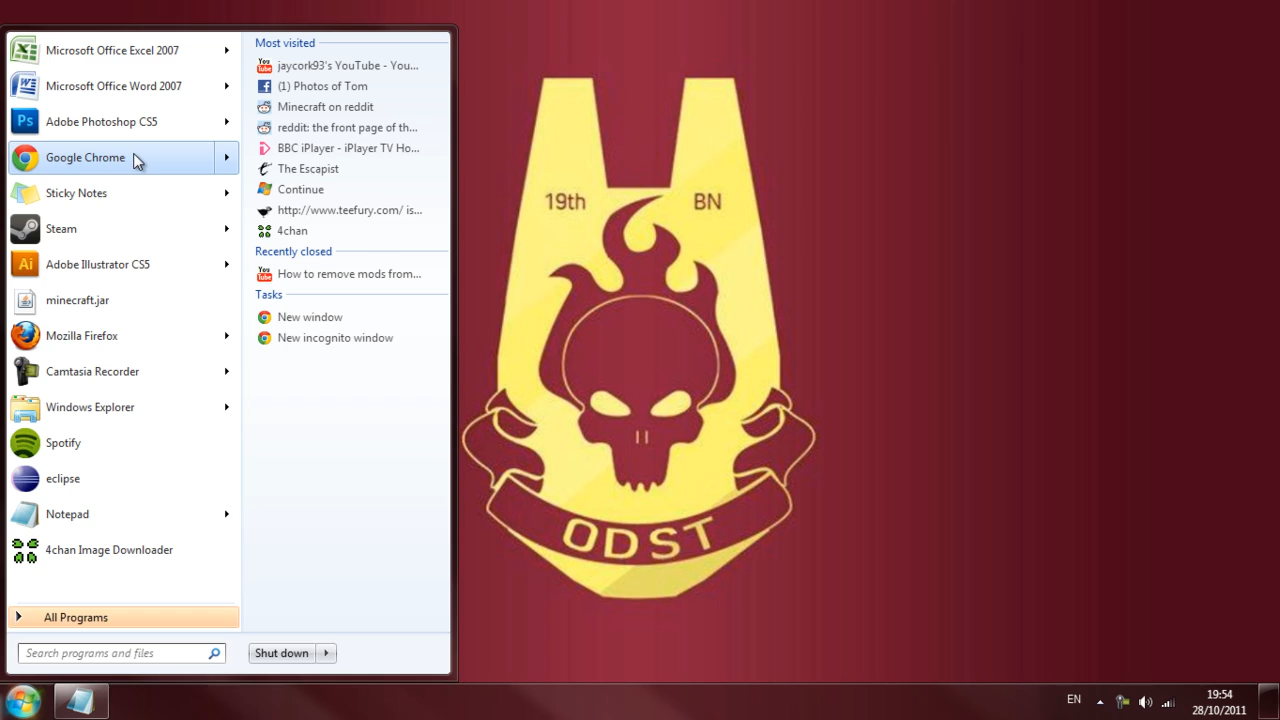 Microsoft Office Excel 2007
Microsoft Office Word 2007
Adobe Photoshop CS5
Google Chrome
Sticky Notes
Steam
Adobe Illustrator CS5
minecraft.jar
Mozilla Firefox
Camtasia Recorder
Windows Explorer
Spotify
eclipse
Notepad
4chan Image Downloader
All Programs
Search programs and files
Shut down
Most visited
jaycork93's YouTube - You...
(1) Photos of Tom
Minecraft on reddit
reddit: the front page of th...
BBC iPlayer - iPlayer TV Ho...
The Escapist
Continue
http://www.teefury.com/ is...
4chan
Recently closed
How to remove mods from...
Tasks
New window
New incognito window
19th BN
ODST
EN
19:54
28/10/2011